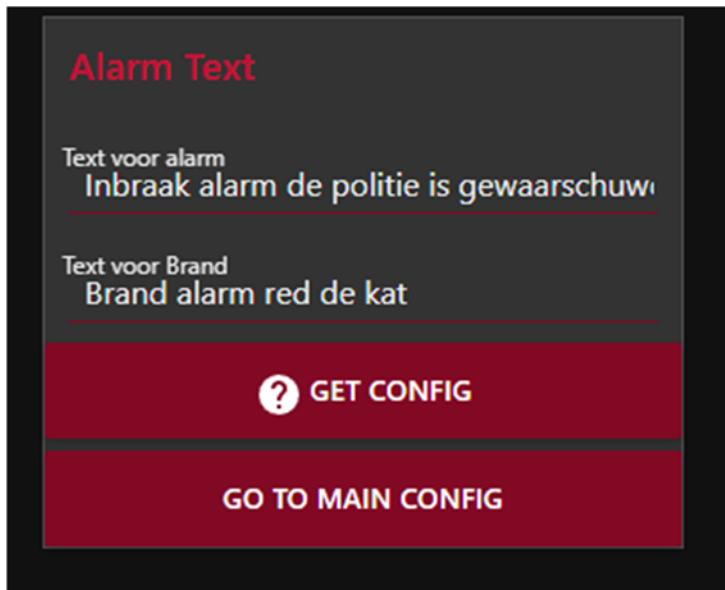 Alarm Text
Text voor alarm
Inbraak alarm de politie is
Text voor Brand
Brand alarm red de kat
? GET CONFIG
GO TO MAIN CONFIG